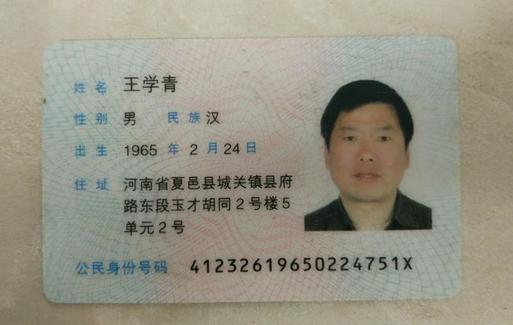 姓名 王学青
性别 男 民族 汉
出生 1965 年 2 月 24 日
住址 河南省夏邑县城关镇县府
路东段玉才胡同2号楼5
单元2号
公民身份号码 41232619650224751X